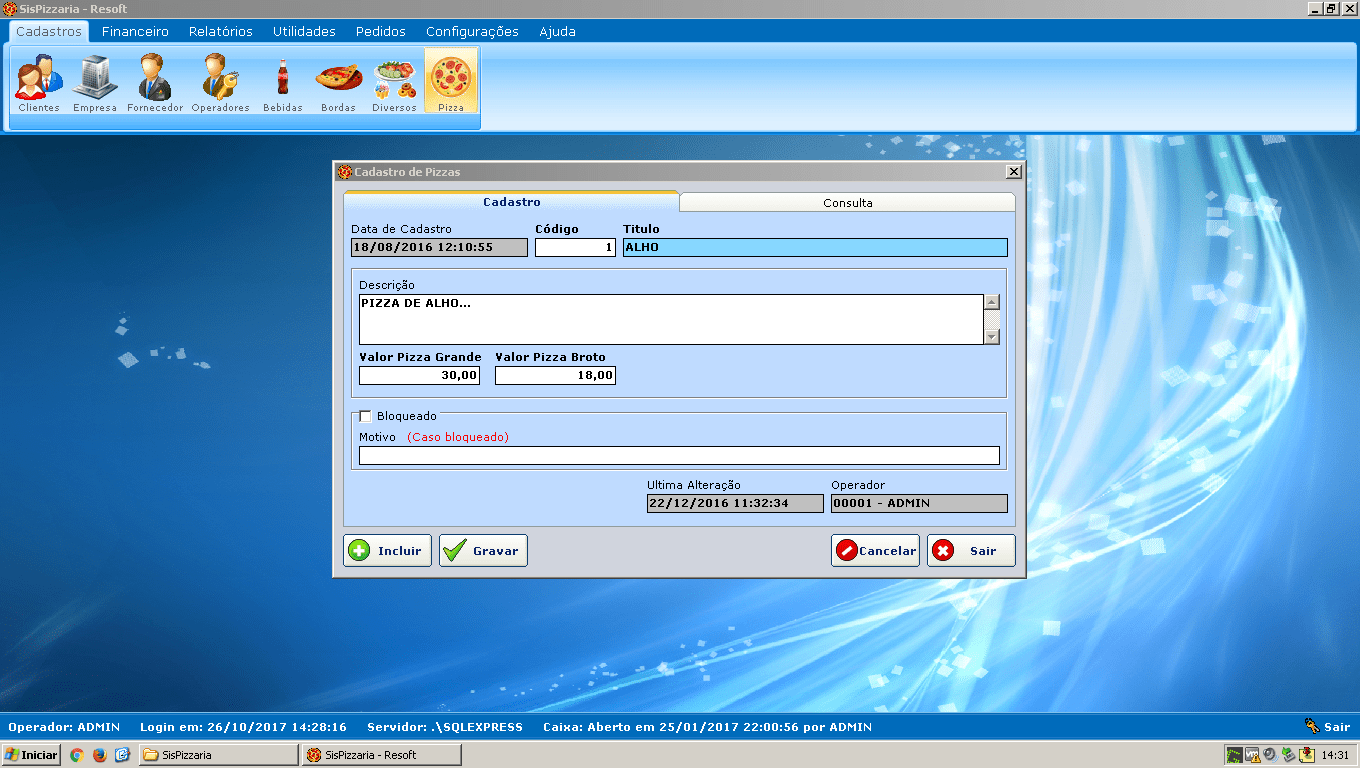 SisPizzaria - Resoft
Cadastros Financeiro Relatórios Utilidades Pedidos Configurações Ajuda
Clientes Empresa Fornecedor Operadores Bebidas Bordas Diversos Pizza
Cadastro de Pizzas
Cadastro Consulta
Data de Cadastro Código Titulo
18/08/2016 12:10:55 1 ALHO
Descrição
PIZZA DE ALHO...
Valor Pizza Grande Valor Pizza Broto
30,00 18,00
Bloqueado
Motivo (Caso bloqueado)
Ultima Alteração Operador
22/12/2016 11:32:34 00001 - ADMIN
Incluir Gravar Cancelar Sair
Operador: ADMIN Login em: 26/10/2017 14:28:16 Servidor: .\SQLEXPRESS Caixa: Aberto em 25/01/2017 22:00:56 por ADMIN Sair
Iniciar SisPizzaria SisPizzaria - Resoft 14:31